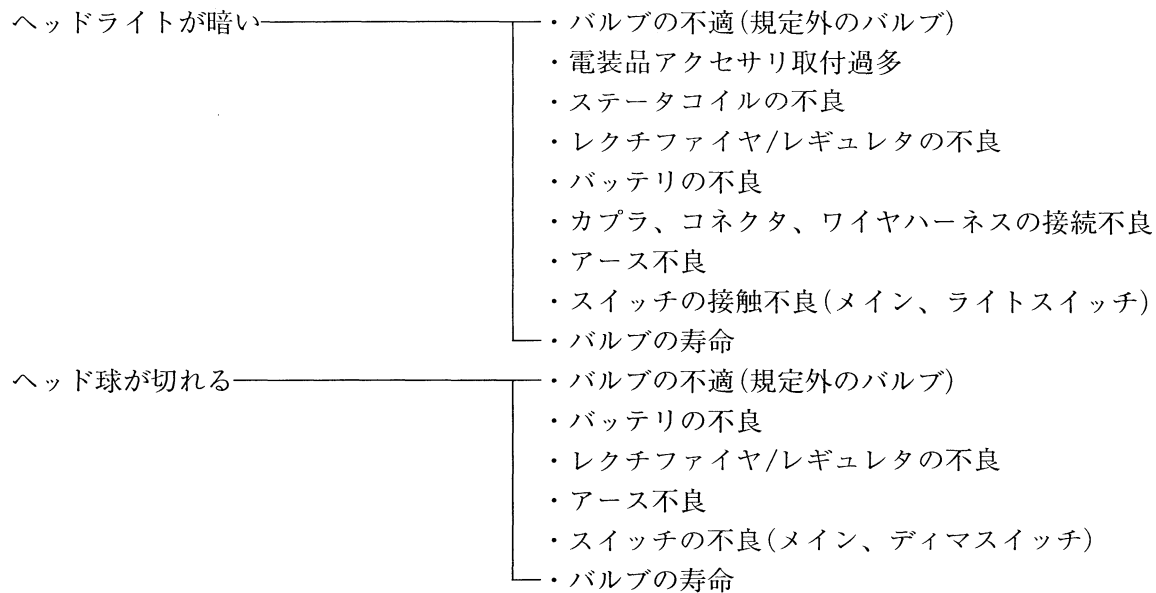 ヘッドライトが暗い ・バルブの不適(規定外のバルブ)
・電装品アクセサリ取付過多
・ステータコイルの不良
・レクチファイヤ/レギュレタの不良
・バッテリの不良
・カプラ、コネクタ、ワイヤハーネスの接続不良
・アース不良
・スイッチの接触不良(メイン、ライトスイッチ)
・バルブの寿命
ヘッド球が切れる ・バルブの不適(規定外のバルブ)
・バッテリの不良
・レクチファイヤ/レギュレタの不良
・アース不良
・スイッチの不良(メイン、ディマスイッチ)
・バルブの寿命